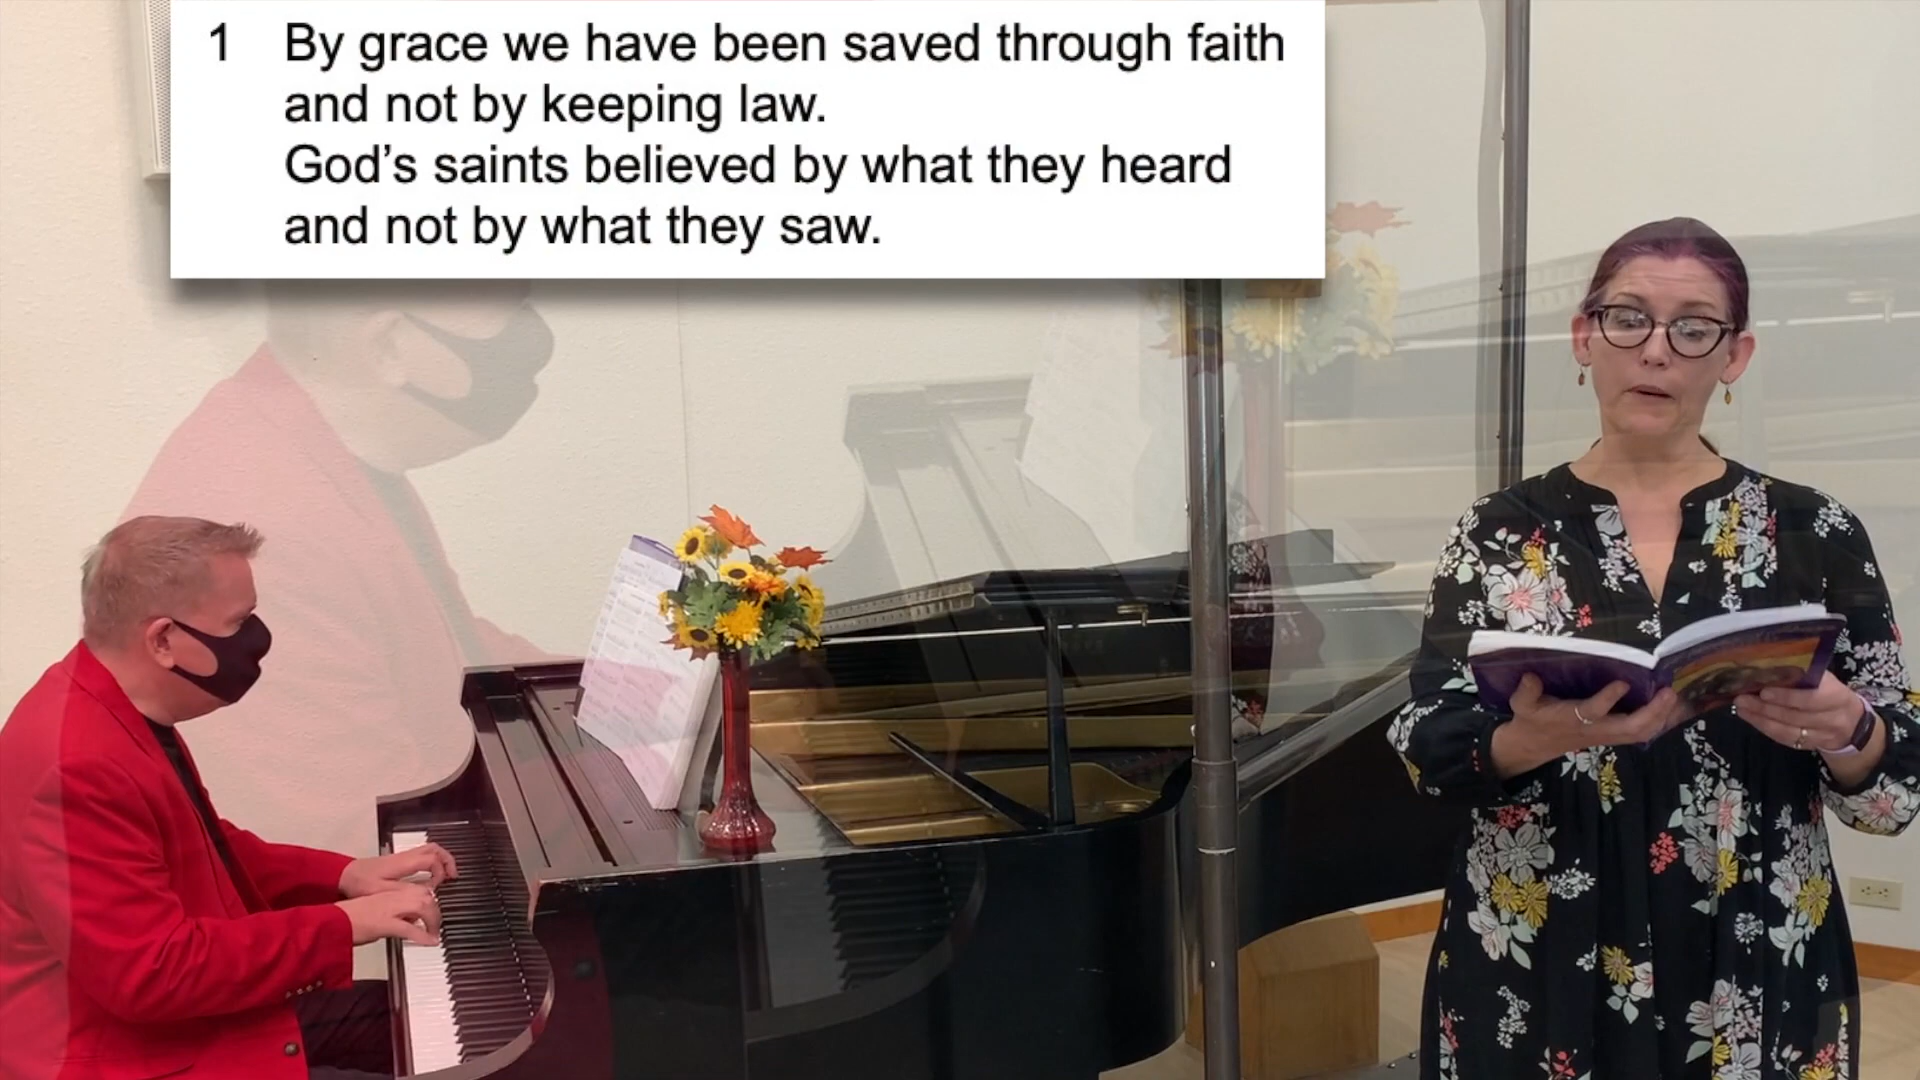 1 By grace we have been saved through faith
and not by keeping law.
God’s saints believed by what they heard
and not by what they saw.